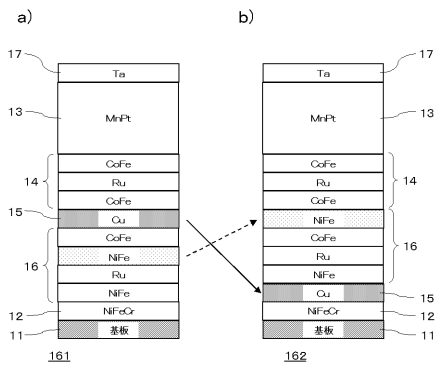 a)
b)
17
Ta
13
MnPt
14
CoFe
Ru
CoFe
15
Cu
16
CoFe
NiFe
Ru
NiFe
12
NiFeCr
11
基板
161
17
Ta
13
MnPt
14
CoFe
Ru
CoFe
16
NiFe
CoFe
Ru
NiFe
15
Cu
12
NiFeCr
11
基板
162